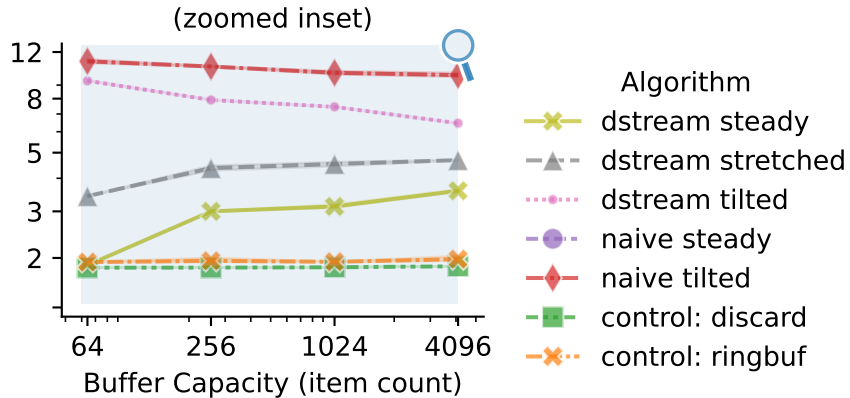 (zoomed inset)
12
8
5
3
2
64 256 1024 4096
Buffer Capacity (item count)
Algorithm
dstream steady
dstream stretched
dstream tilted
naive steady
naive tilted
control: discard
control: ringbuf